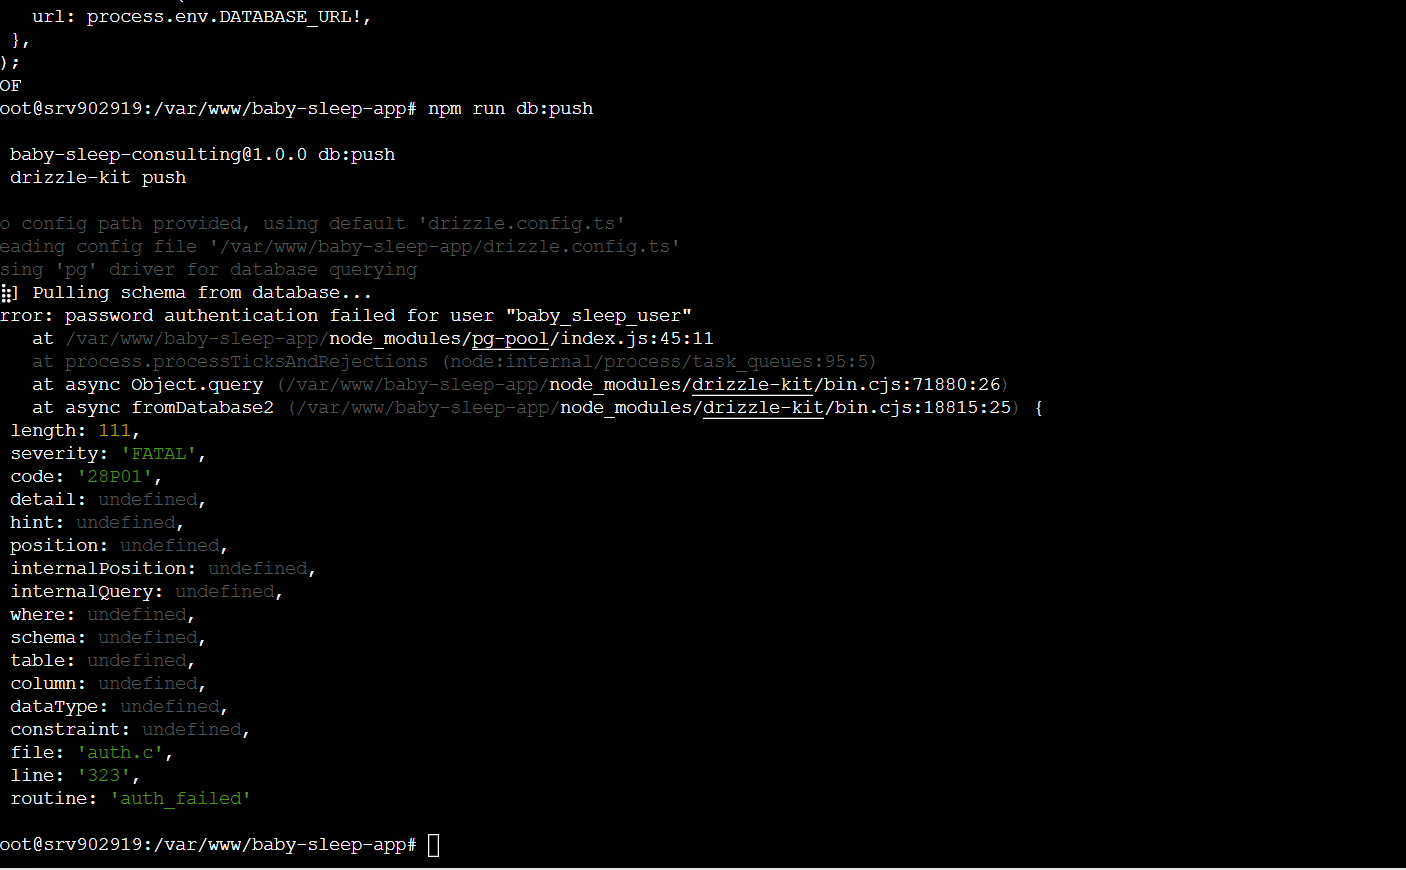 url: process.env.DATABASE_URL!,
},
);
OF
oot@srv902919:/var/www/baby-sleep-app# npm run db:push
baby-sleep-consulting@1.0.0 db:push
drizzle-kit push
o config path provided, using default 'drizzle.config.ts'
eading config file '/var/www/baby-sleep-app/drizzle.config.ts'
sing 'pg' driver for database querying
[⣷] Pulling schema from database...
rror: password authentication failed for user "baby_sleep_user"
at /var/www/baby-sleep-app/node_modules/pg-pool/index.js:45:11
at process.processTicksAndRejections (node:internal/process/task_queues:95:5)
at async Object.query (/var/www/baby-sleep-app/node_modules/drizzle-kit/bin.cjs:71880:26)
at async fromDatabase2 (/var/www/baby-sleep-app/node_modules/drizzle-kit/bin.cjs:18815:25) {
length: 111,
severity: 'FATAL',
code: '28P01',
detail: undefined,
hint: undefined,
position: undefined,
internalPosition: undefined,
internalQuery: undefined,
where: undefined,
schema: undefined,
table: undefined,
column: undefined,
dataType: undefined,
constraint: undefined,
file: 'auth.c',
line: '323',
routine: 'auth_failed'
oot@srv902919:/var/www/baby-sleep-app#